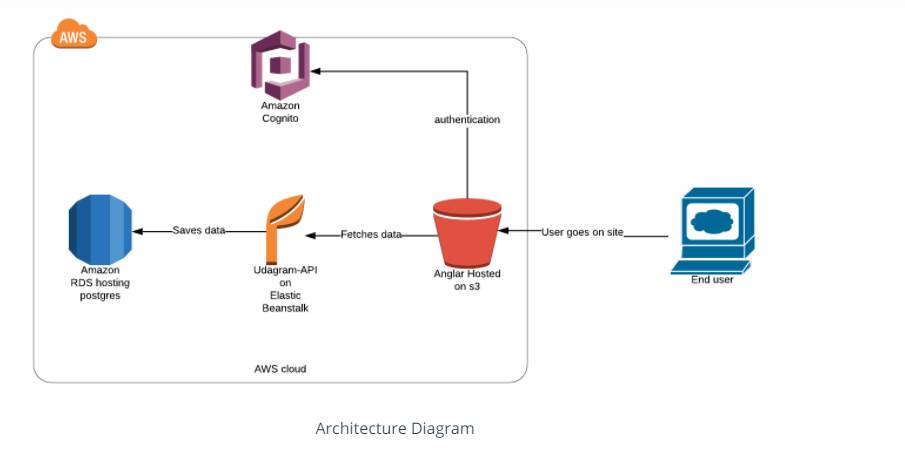 AWS
Amazon
Cognito
authentication
Saves data
Fetches data
User goes on site
Amazon
RDS hosting
postgres
Udagram-API
on
Elastic
Beanstalk
Anglar Hosted
on s3
End user
AWS cloud
Architecture Diagram